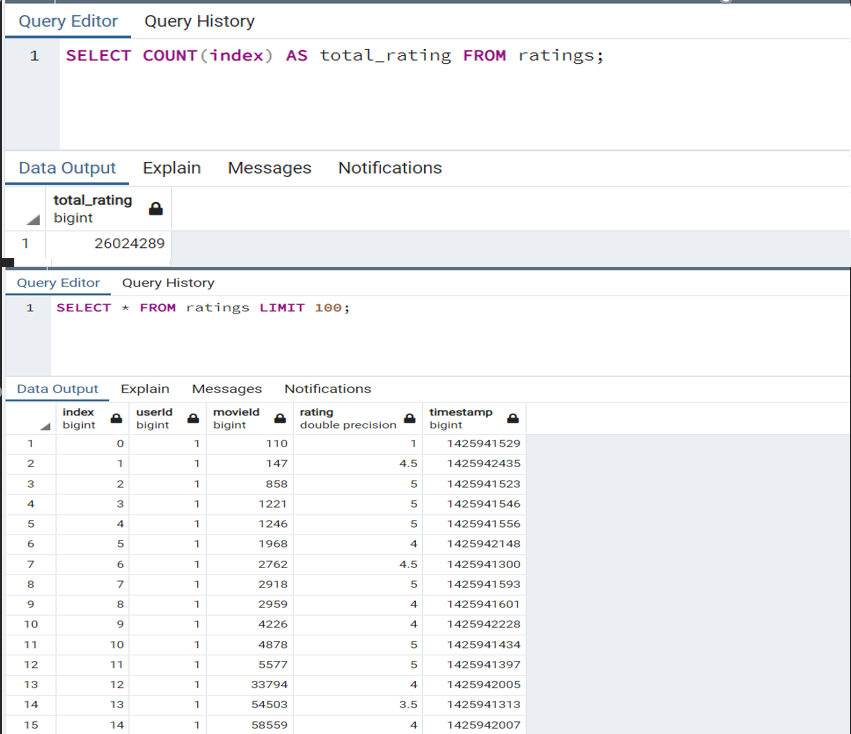 Query Editor Query History
1 SELECT COUNT(index) AS total_rating FROM ratings;
Data Output Explain Messages Notifications
total_rating
bigint
1 26024289
Query Editor Query History
1 SELECT * FROM ratings LIMIT 100;
Data Output Explain Messages Notifications
index userId movieId rating timestamp
bigint bigint bigint double precision bigint
1 0 1 110 1 1425941529
2 1 1 147 4.5 1425942435
3 2 1 858 5 1425941523
4 3 1 1221 5 1425941546
5 4 1 1246 5 1425941556
6 5 1 1968 4 1425942148
7 6 1 2762 4.5 1425941300
8 7 1 2918 5 1425941593
9 8 1 2959 4 1425941601
10 9 1 4226 4 1425942228
11 10 1 4878 5 1425941434
12 11 1 5577 5 1425941397
13 12 1 33794 4 1425942005
14 13 1 54503 3.5 1425941313
15 14 1 58559 4 1425942007